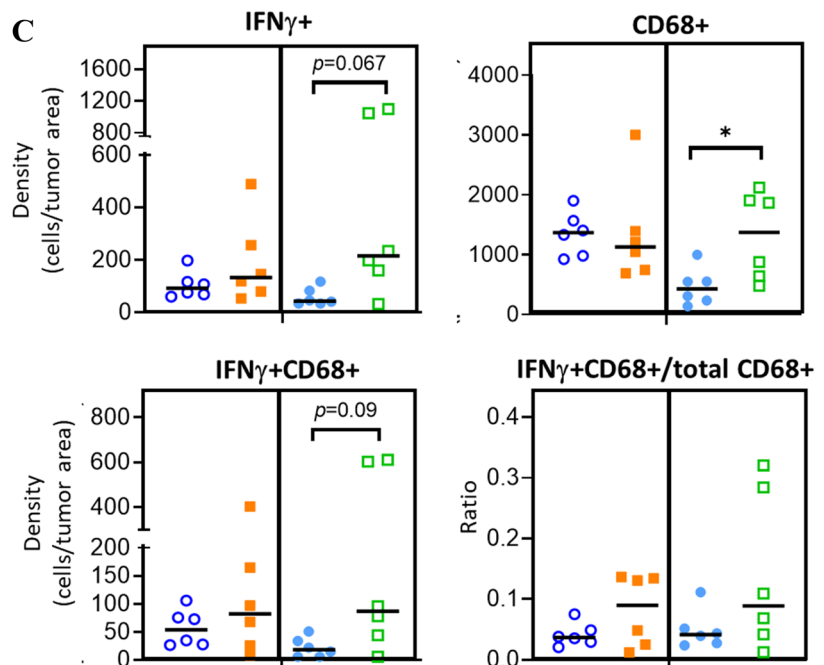 C
IFNγ+
Density
(cells/tumor area)
1600
1200
800
600
400
200
0
p=0.067
CD68+
4000
3000
2000
1000
0
*
IFNγ+CD68+
Density
(cells/tumor area)
800
600
400
200
150
100
50
0
p=0.09
IFNγ+CD68+/total CD68+
Ratio
0.4
0.3
0.2
0.1
0.0